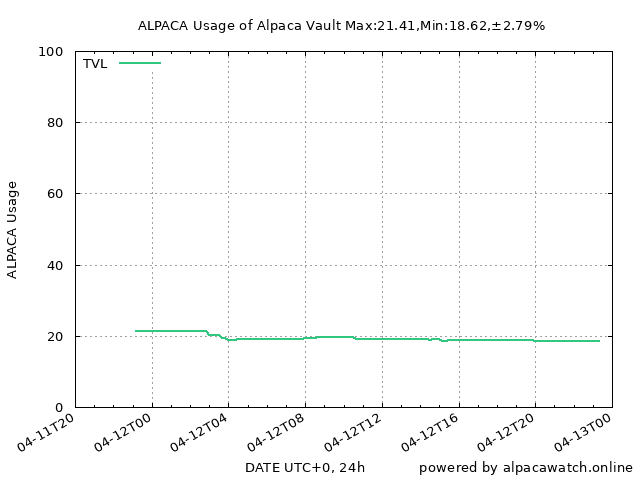 ALPACA Usage of Alpaca Vault Max:21.41,Min:18.62,±2.79%
100
TVL
80
60
ALPACA Usage
40
20
0
04-11T20
04-12T00
04-12T04
04-12T08
04-12T12
04-12T16
04-12T20
04-13T00
DATE UTC+0, 24h
powered by alpacawatch.online